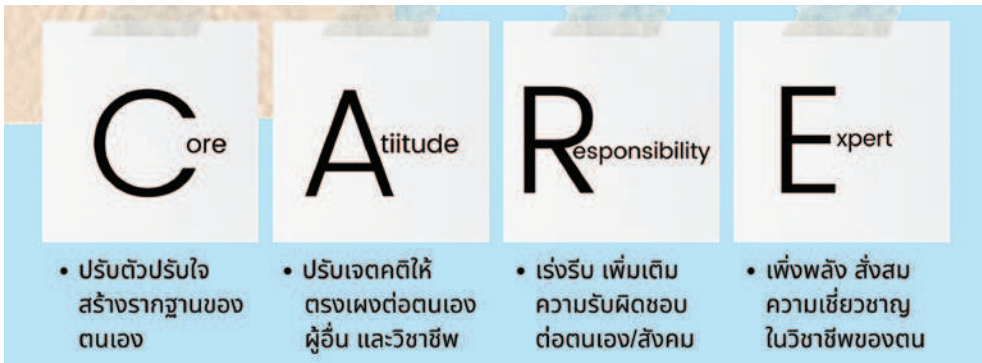 Core
Atiitude
Responsibility
Expert
• ปรับตัวปรับใจ
สร้างรากฐานของ
ตนเอง
• ปรับเจตคติให้
ตรงเผงต่อตนเอง
ผู้อื่น และวิชาชีพ
• เร่งรีบ เพิ่มเติม
ความรับผิดชอบ
ต่อตนเอง/สังคม
• เพิ่งพลัง สั่งสม
ความเชี่ยวชาญ
ในวิชาชีพของตน